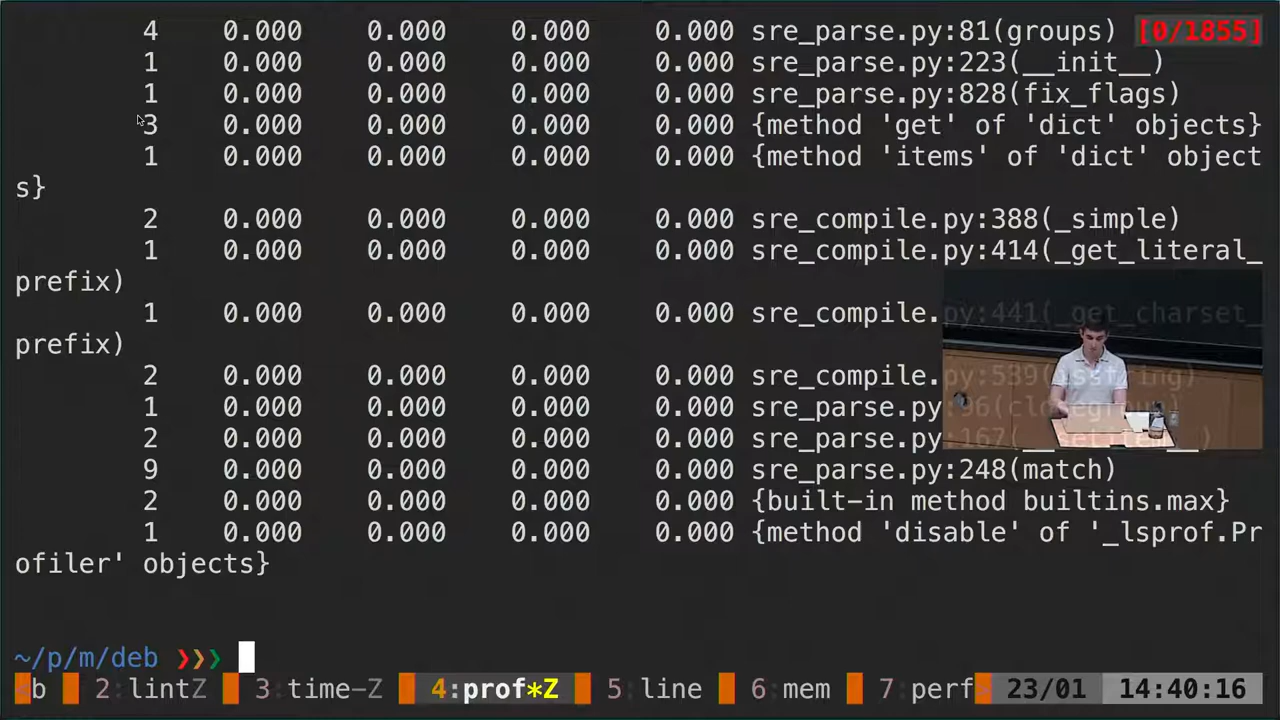 4 0.000 0.000 0.000 0.000 sre_parse.py:81(groups) [0/1855]
1 0.000 0.000 0.000 0.000 sre_parse.py:223(__init__)
1 0.000 0.000 0.000 0.000 sre_parse.py:828(fix_flags)
3 0.000 0.000 0.000 0.000 {method 'get' of 'dict' objects}
1 0.000 0.000 0.000 0.000 {method 'items' of 'dict' object
s}
2 0.000 0.000 0.000 0.000 sre_compile.py:388(_simple)
1 0.000 0.000 0.000 0.000 sre_compile.py:414(_get_literal_
prefix)
1 0.000 0.000 0.000 0.000 sre_compile.py:441(_get_charset_
prefix)
2 0.000 0.000 0.000 0.000 sre_compile.py:539(isstring)
1 0.000 0.000 0.000 0.000 sre_parse.py:96(closegroup)
2 0.000 0.000 0.000 0.000 sre_parse.py:167(__setitem__)
9 0.000 0.000 0.000 0.000 sre_parse.py:248(match)
2 0.000 0.000 0.000 0.000 {built-in method builtins.max}
1 0.000 0.000 0.000 0.000 {method 'disable' of '_lsprof.Pr
ofiler' objects}
~/p/m/deb ❯❯❯
b 2 lintZ 3 time-Z 4:prof*Z 5 line 6 mem 7 perf 23/01 14:40:16